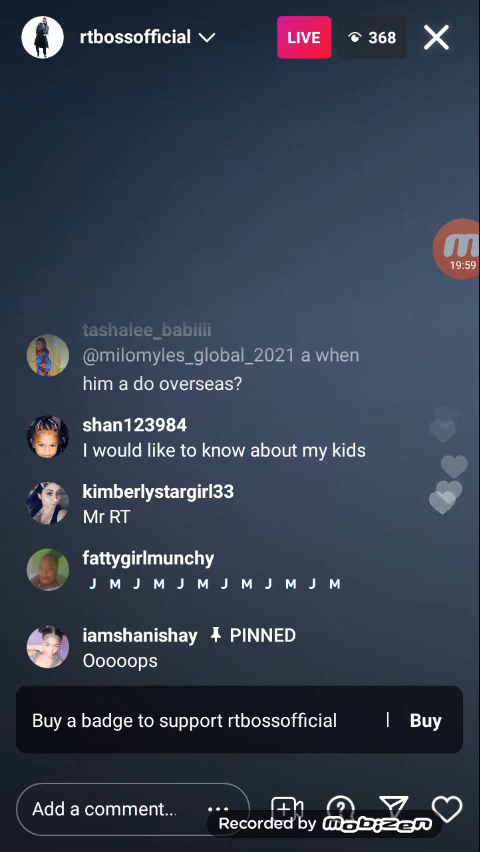 rtbossofficial
LIVE
368
19:59
tashalee_babiiii
@milomyles_global_2021 a when
him a do overseas?
shan123984
I would like to know about my kids
kimberlystargirl33
Mr RT
fattygirlmunchy
J M J M J M J M J M J M
iamshanishay PINNED
Ooooops
Buy a badge to support rtbossofficial | Buy
Add a comment...
Recorded by mobizen